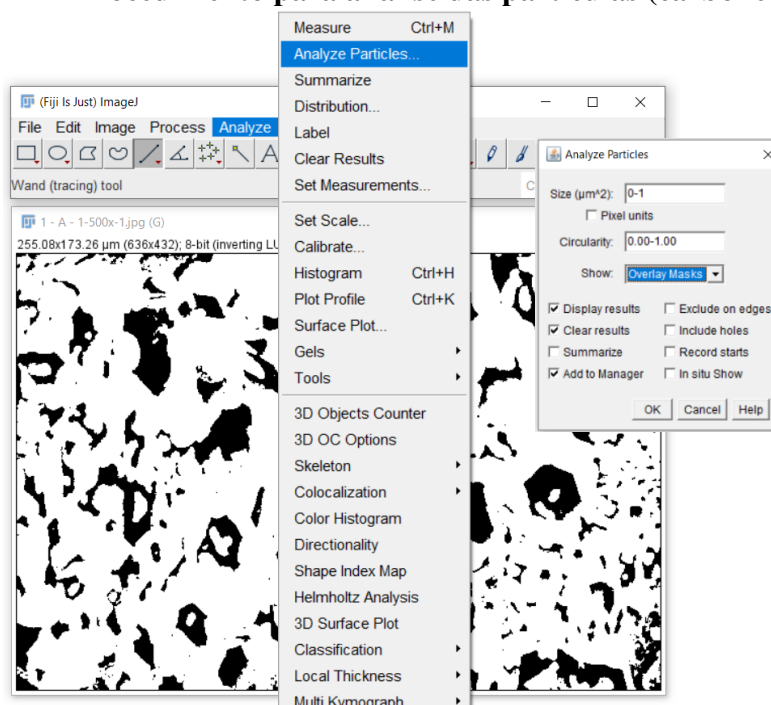 Measure Ctrl+M
Analyze Particles...
Summarize
Distribution...
Label
Clear Results
Set Measurements...
Set Scale...
Calibrate...
Histogram Ctrl+H
Plot Profile Ctrl+K
Surface Plot...
Gels
Tools
3D Objects Counter
3D OC Options
Skeleton
Colocalization
Color Histogram
Directionality
Shape Index Map
Helmholtz Analysis
3D Surface Plot
Classification
Local Thickness
Multi Kymograph
(Fiji Is Just) ImageJ
File Edit Image Process Analyze
Wand (tracing) tool
1 - A - 1-500x-1.jpg (G)
255.08x173.26 µm (636x432); 8-bit (inverting LU
Analyze Particles
Size (µm^2): 0-1
Pixel units
Circularity: 0.00-1.00
Show: Overlay Masks
Display results Exclude on edges
Clear results Include holes
Summarize Record starts
Add to Manager In situ Show
OK Cancel Help